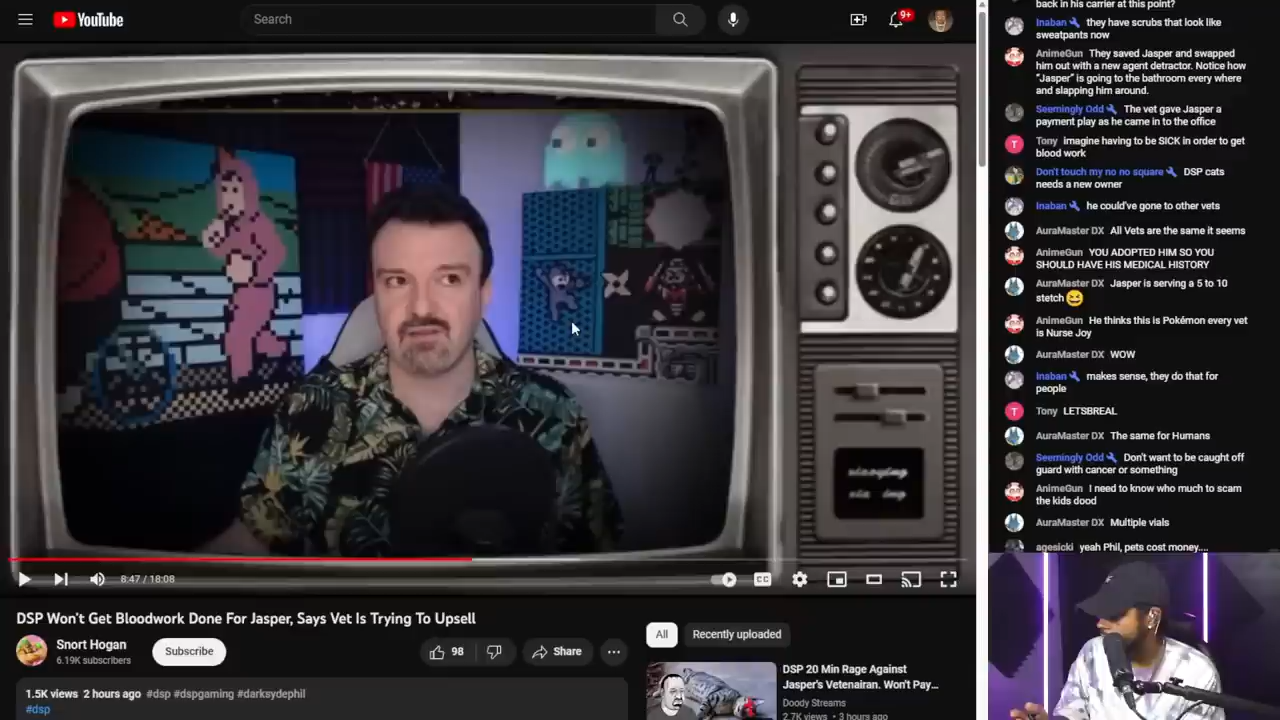 YouTube
Search
9+
back in his carrier at this point?
Inaban they have scrubs that look like
sweatpants now
AnimeGun They saved Jasper and swapped
him out with a new agent detractor. Notice how
"Jasper" is going to the bathroom every where
and slapping him around.
Seemingly Odd The vet gave Jasper a
payment play as he came in to the office
Tony imagine having to be SICK in order to get
blood work
Don't touch my no no square DSP cats
needs a new owner
Inaban he could've gone to other vets
AuraMaster DX All Vets are the same it seems
AnimeGun YOU ADOPTED HIM SO YOU
SHOULD HAVE HIS MEDICAL HISTORY
AuraMaster DX Jasper is serving a 5 to 10
stetch
AnimeGun He thinks this is Pokémon every vet
is Nurse Joy
AuraMaster DX WOW
Inaban makes sense, they do that for
people
Tony LETSBREAL
AuraMaster DX The same for Humans
Seemingly Odd Don't want to be caught off
guard with cancer or something
AnimeGun I need to know who much to scam
the kids dood
AuraMaster DX Multiple vials
agesicki yeah Phil, pets cost money....
8:47 / 18:08
CC
DSP Won't Get Bloodwork Done For Jasper, Says Vet Is Trying To Upsell
Snort Hogan
6.19K subscribers
Subscribe
98
Share
All
Recently uploaded
1.5K views 2 hours ago #dsp #dspgaming #darksydephil
#dsp
DSP 20 Min Rage Against
Jasper's Vetenairan. Won't Pay...
Doody Streams
2.7K views • 3 hours ago